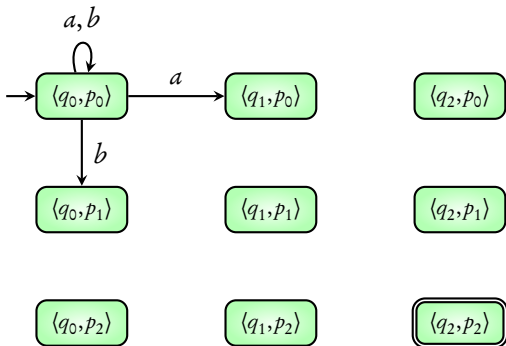 a, b
⟨q₀,p₀⟩ a ⟨q₁,p₀⟩ ⟨q₂,p₀⟩
b
⟨q₀,p₁⟩ ⟨q₁,p₁⟩ ⟨q₂,p₁⟩
⟨q₀,p₂⟩ ⟨q₁,p₂⟩ ⟨q₂,p₂⟩